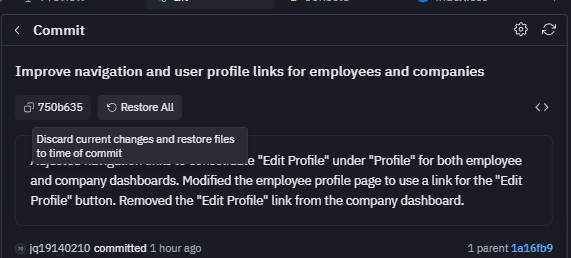 Commit
Improve navigation and user profile links for employees and companies
750b635
Restore All
Discard current changes and restore files
to time of commit
"Edit Profile" under "Profile" for both employee
and company dashboards. Modified the employee profile page to use a link for the "Edit
Profile" button. Removed the "Edit Profile" link from the company dashboard.
jq19140210 committed 1 hour ago
1 parent 1a16fb9